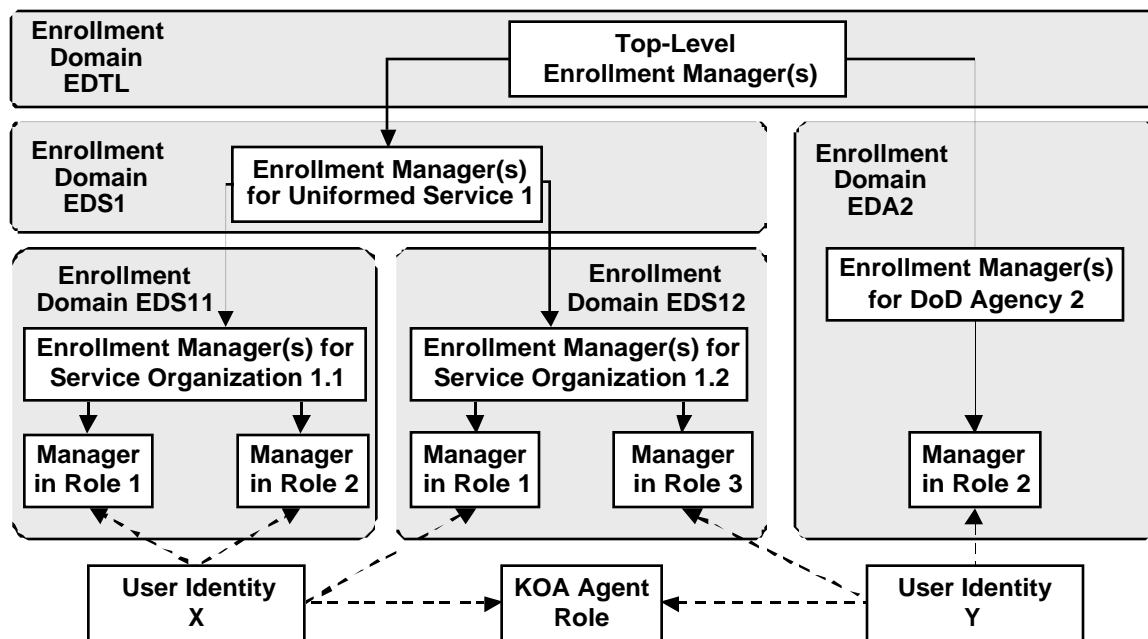 Enrollment
Domain
EDTL
Top-Level
Enrollment Manager(s)
Enrollment
Domain
EDS1
Enrollment Manager(s)
for Uniformed Service 1
Enrollment
Domain
EDA2
Enrollment Manager(s)
for DoD Agency 2
Enrollment
Domain EDS11
Enrollment Manager(s) for
Service Organization 1.1
Enrollment
Domain EDS12
Enrollment Manager(s) for
Service Organization 1.2
Manager
in Role 1
Manager
in Role 2
Manager
in Role 1
Manager
in Role 3
Manager
in Role 2
User Identity
X
KOA Agent
Role
User Identity
Y